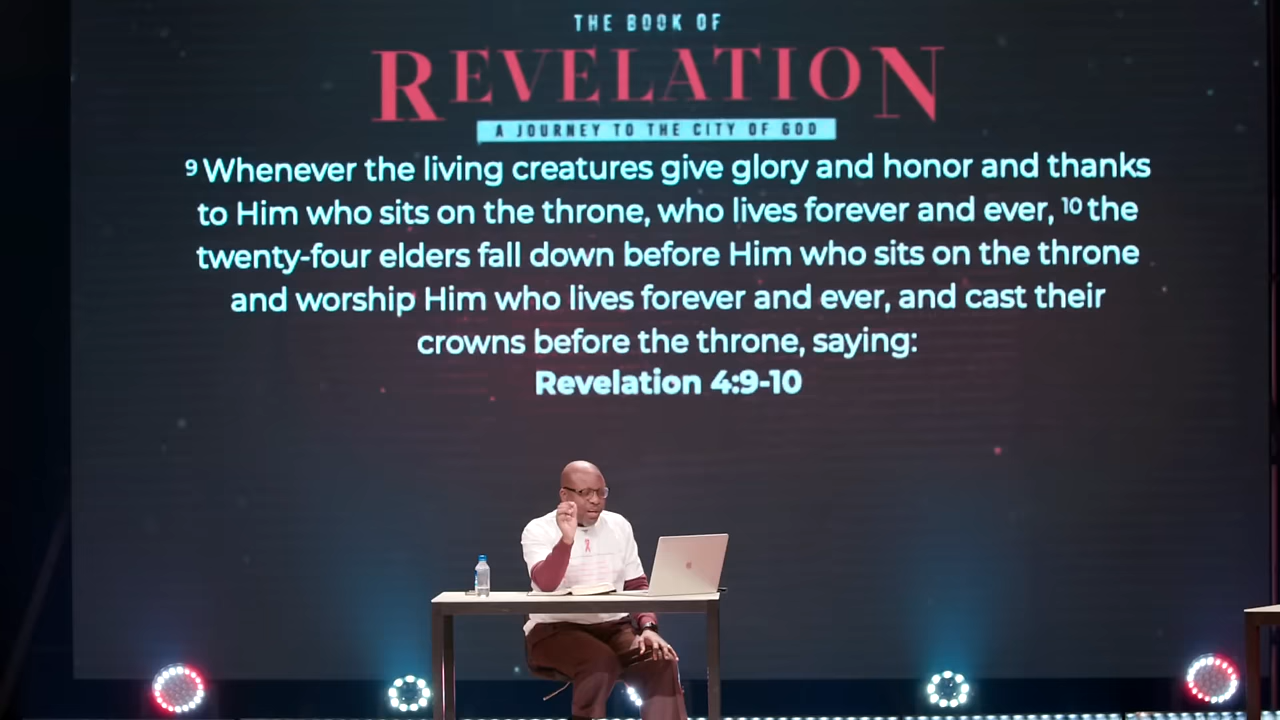 THE BOOK OF
REVELATION
A JOURNEY TO THE CITY OF GOD
9 Whenever the living creatures give glory and honor and thanks
to Him who sits on the throne, who lives forever and ever, 10 the
twenty-four elders fall down before Him who sits on the throne
and worship Him who lives forever and ever, and cast their
crowns before the throne, saying:
Revelation 4:9-10